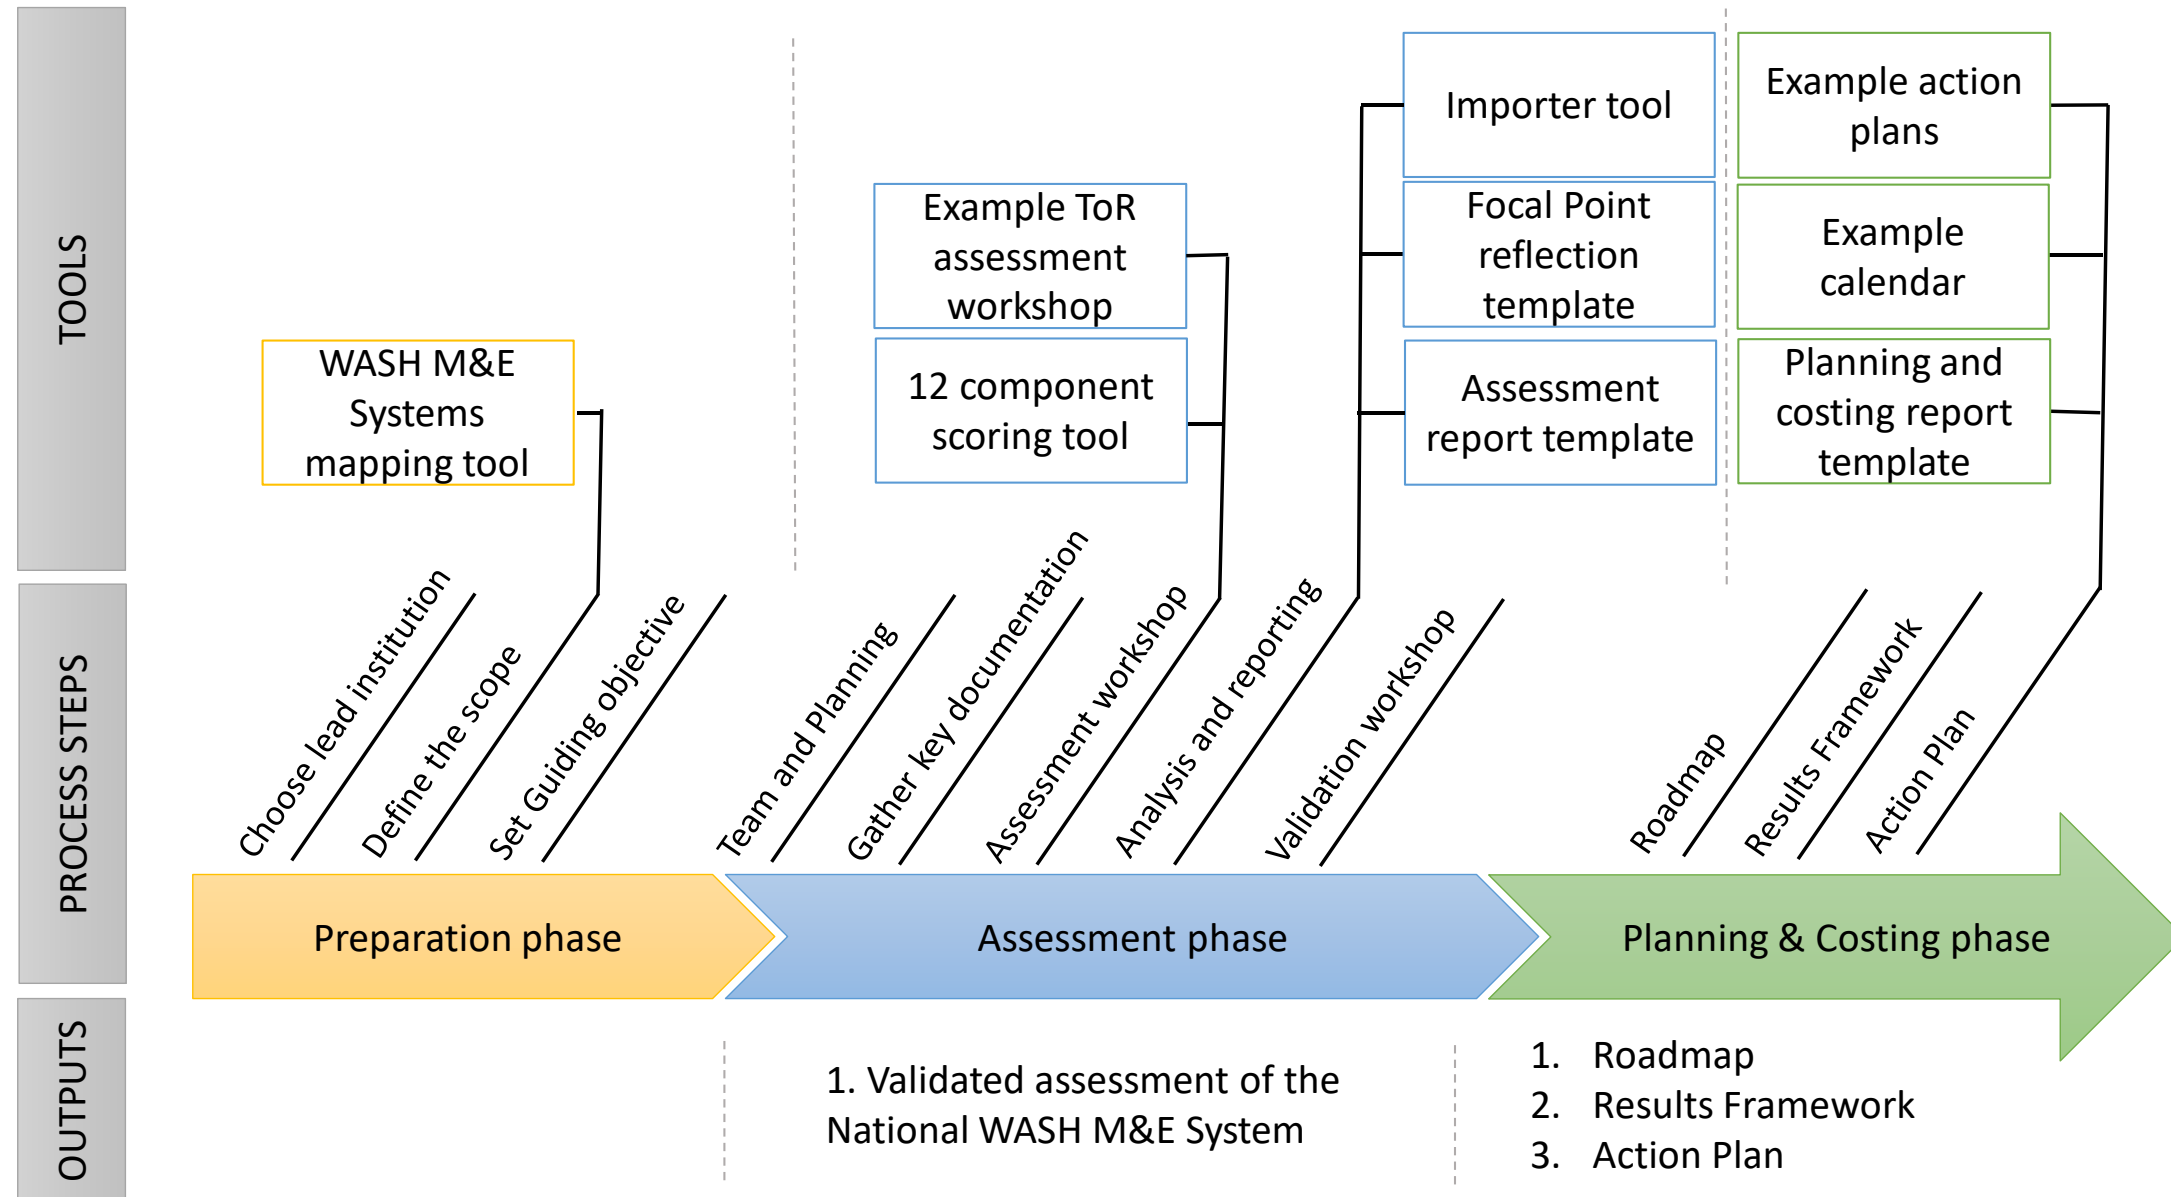 TOOLS
WASH M&E
Systems
mapping tool
Example ToR
assessment
workshop
12 component
scoring tool
Importer tool
Focal Point
reflection
template
Assessment
report template
Example action
plans
Example
calendar
Planning and
costing report
template
PROCESS STEPS
Choose lead institution
Define the scope
Set Guiding objective
Team and Planning
Gather key documentation
Assessment workshop
Analysis and reporting
Validation workshop
Roadmap
Results Framework
Action Plan
Preparation phase
Assessment phase
Planning & Costing phase
OUTPUTS
1. Validated assessment of the
National WASH M&E System
1. Roadmap
2. Results Framework
3. Action Plan